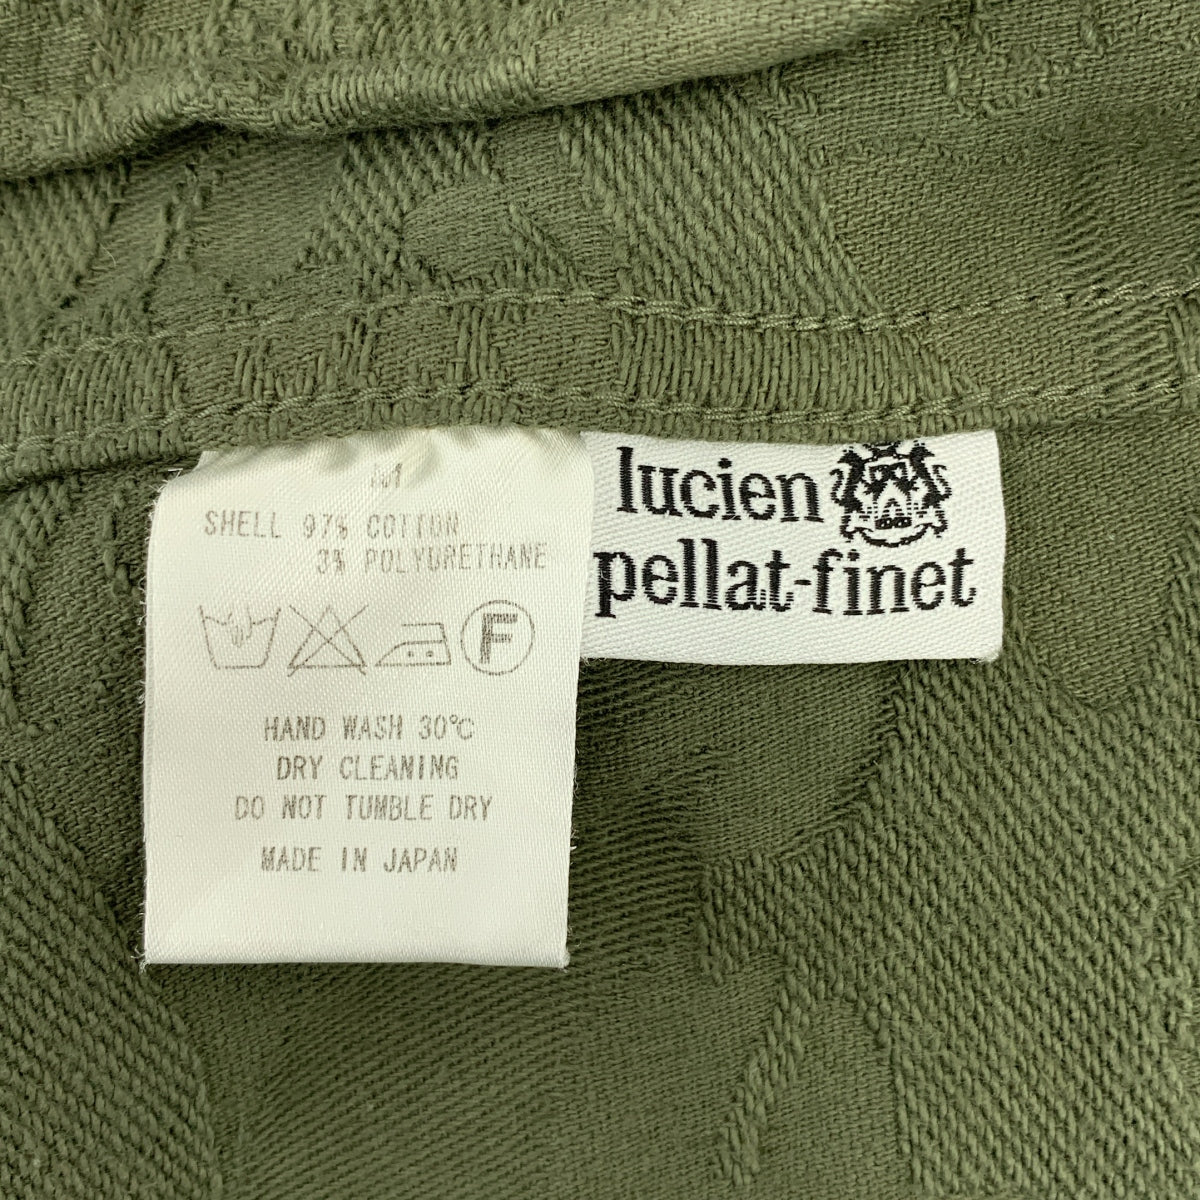 M
SHELL 97% COTTON
3% POLYURETHANE
F
HAND WASH 30℃
DRY CLEANING
DO NOT TUMBLE DRY
MADE IN JAPAN
lucien
pellat-finet